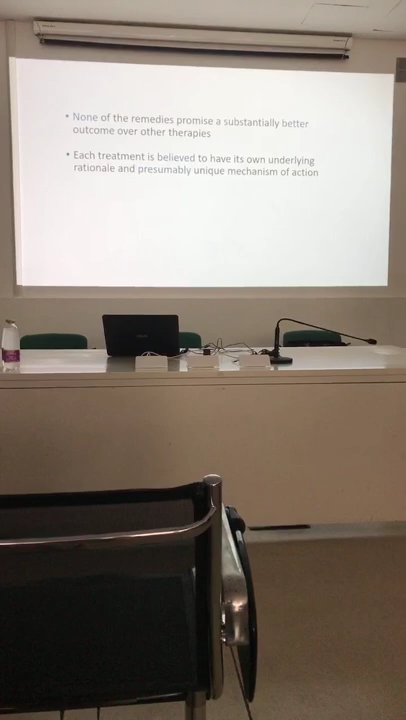 • None of the remedies promise a substantially better
outcome over other therapies
• Each treatment is believed to have its own underlying
rationale and presumably unique mechanism of action